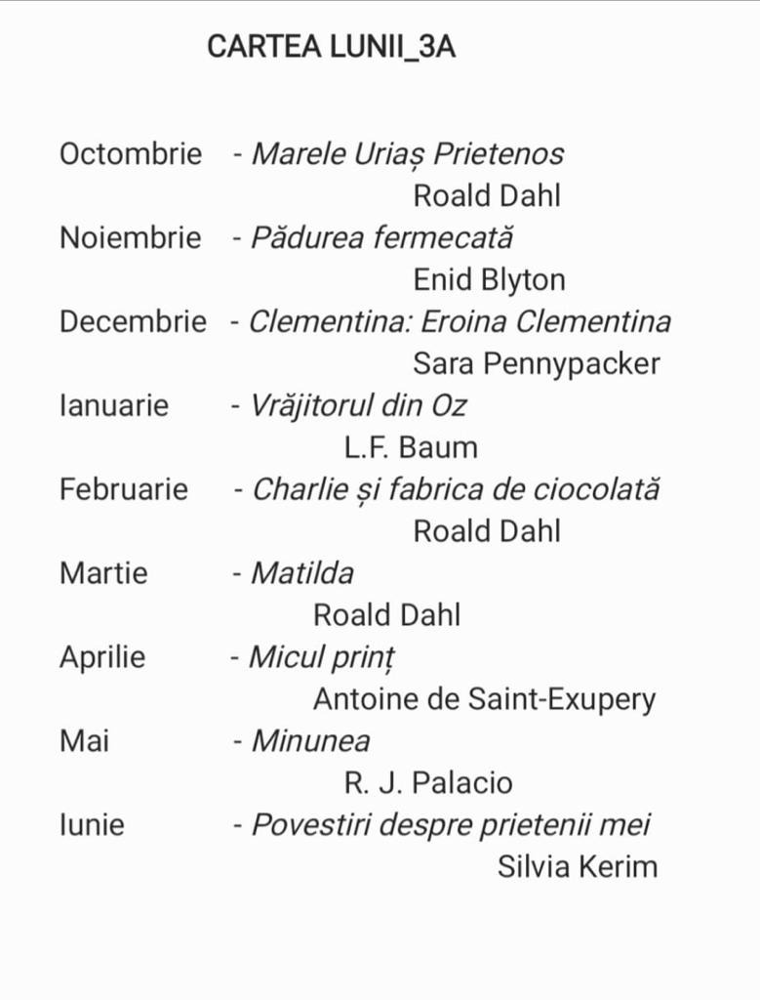 CARTEA LUNII_3A
Octombrie - Marele Uriaș Prietenos
Roald Dahl
Noiembrie - Pădurea fermecată
Enid Blyton
Decembrie - Clementina: Eroina Clementina
Sara Pennypacker
Ianuarie - Vrăjitorul din Oz
L.F. Baum
Februarie - Charlie și fabrica de ciocolată
Roald Dahl
Martie - Matilda
Roald Dahl
Aprilie - Micul prinț
Antoine de Saint-Exupery
Mai - Minunea
R. J. Palacio
Iunie - Povestiri despre prietenii mei
Silvia Kerim